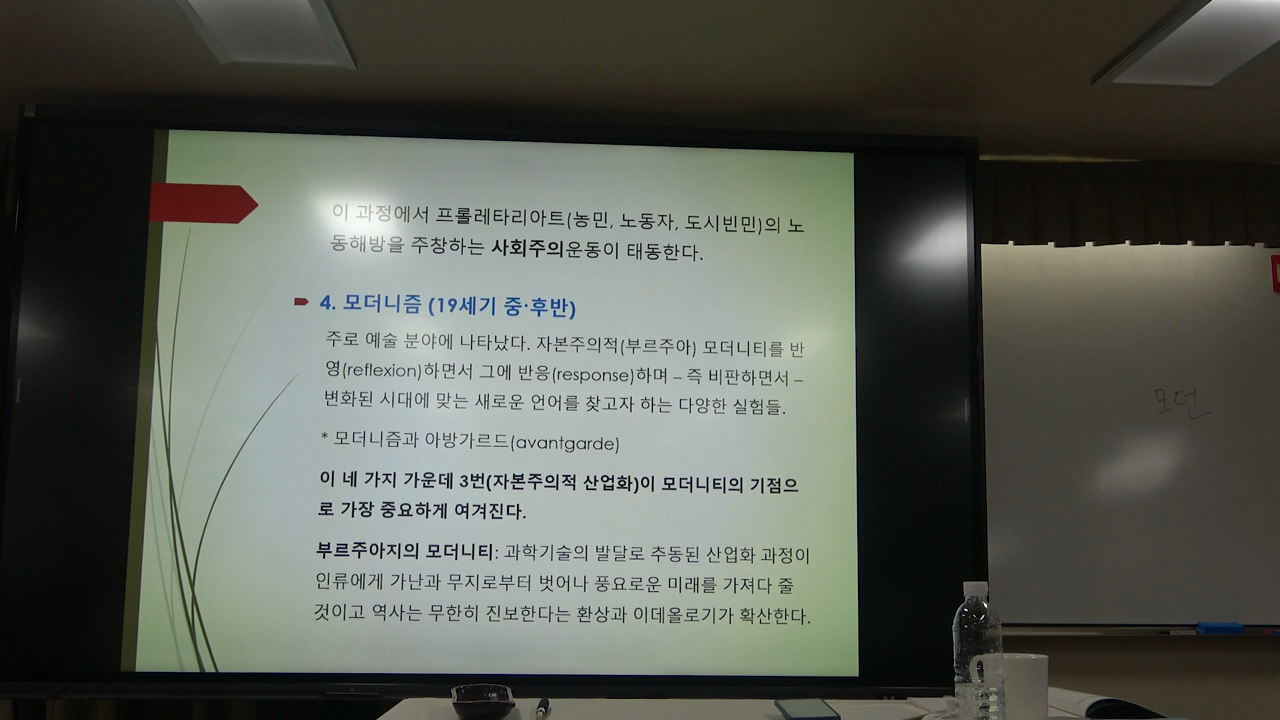 이 과정에서 프롤레타리아트(농민, 노동자, 도시빈민)의 노
동해방을 주창하는 사회주의운동이 태동한다.
4. 모더니즘 (19세기 중·후반)
주로 예술 분야에 나타났다. 자본주의적(부르주아) 모더니티를 반
영(reflexion)하면서 그에 반응(response)하며 – 즉 비판하면서 –
변화된 시대에 맞는 새로운 언어를 찾고자 하는 다양한 실험들.
* 모더니즘과 아방가르드(avantgarde)
이 네 가지 가운데 3번(자본주의적 산업화)이 모더니티의 기점으
로 가장 중요하게 여겨진다.
부르주아지의 모더니티: 과학기술의 발달로 추동된 산업화 과정이
인류에게 가난과 무지로부터 벗어나 풍요로운 미래를 가져다 줄
것이고 역사는 무한히 진보한다는 환상과 이데올로기가 확산한다.
모던